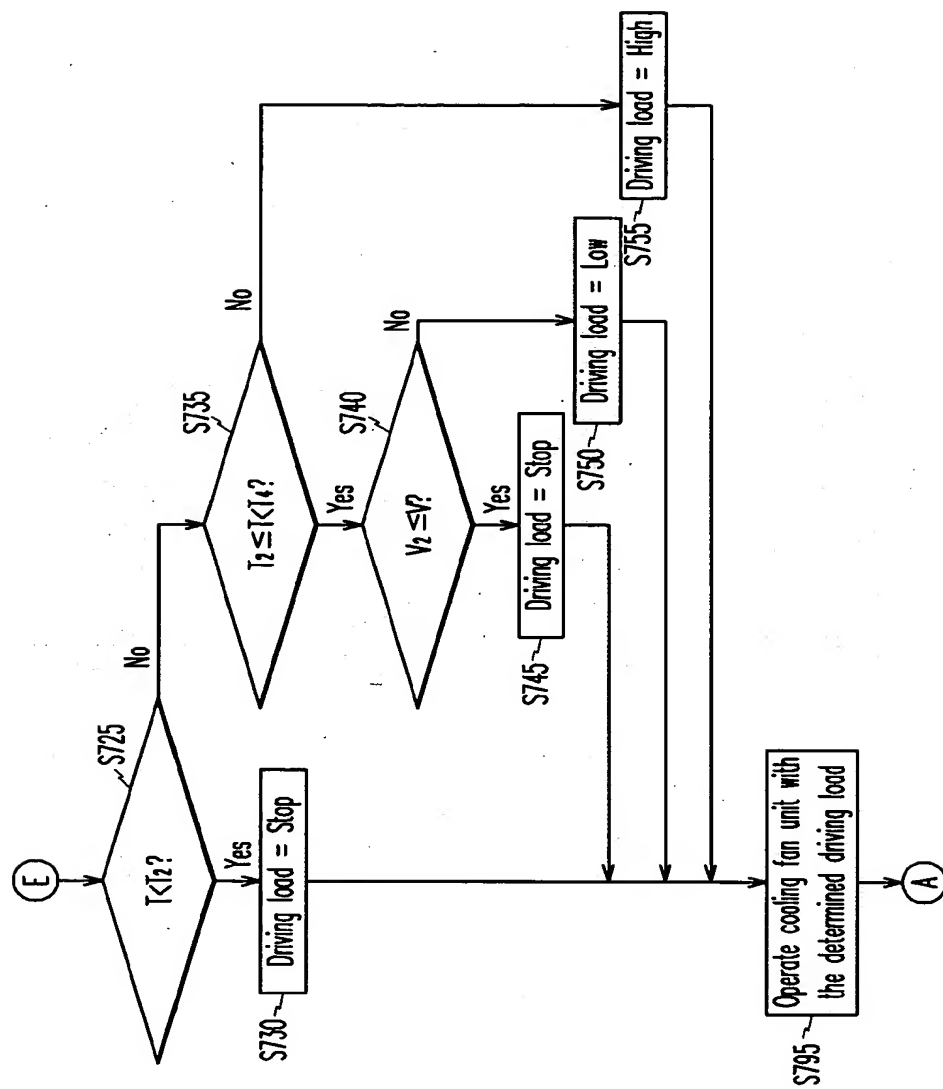 E
S725
T<T2?
No
Yes
S730
Driving load = Stop
S735
T2≤T<T4?
No
Yes
S740
V2≤V?
No
Yes
S745
Driving load = Stop
S750
Driving load = Low
S755
Driving load = High
S795
Operate cooling fan unit with
the determined driving load
A